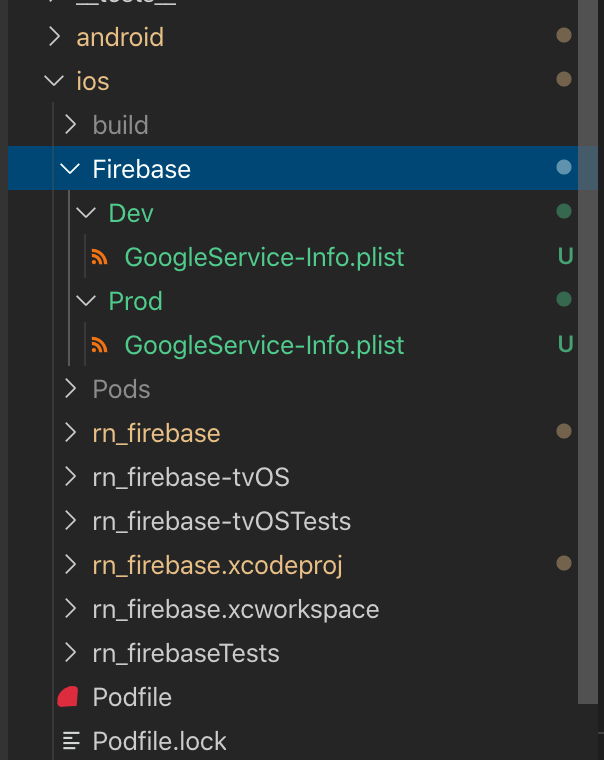 __tests__
android
ios
build
Firebase
Dev
GoogleService-Info.plist U
Prod
GoogleService-Info.plist U
Pods
rn_firebase
rn_firebase-tvOS
rn_firebase-tvOSTests
rn_firebase.xcodeproj
rn_firebase.xcworkspace
rn_firebaseTests
Podfile
Podfile.lock